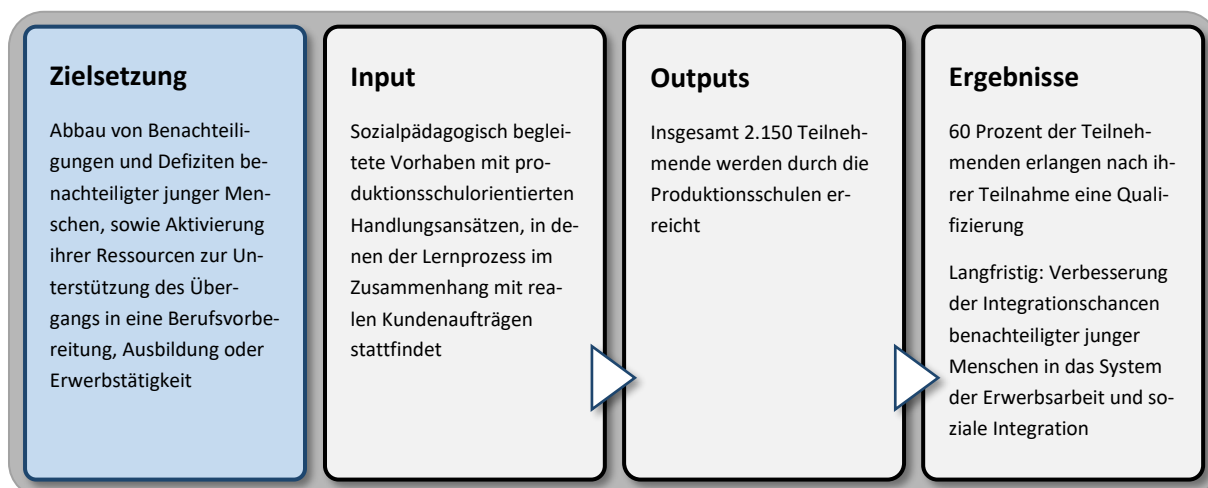 Zielsetzung
Abbau von Benachteili-
gungen und Defiziten be-
nachteiligter junger Men-
schen, sowie Aktivierung
ihrer Ressourcen zur Un-
terstützung des Über-
gangs in eine Berufsvorbe-
reitung, Ausbildung oder
Erwerbstätigkeit
Input
Sozialpädagogisch beglei-
tete Vorhaben mit pro-
duktionsschulorientierten
Handlungsansätzen, in de-
nen der Lernprozess im
Zusammenhang mit rea-
len Kundenaufträgen
stattfindet
Outputs
Insgesamt 2.150 Teilneh-
mende werden durch die
Produktionsschulen er-
reicht
Ergebnisse
60 Prozent der Teilneh-
menden erlangen nach ih-
rer Teilnahme eine Quali-
fizierung
Langfristig: Verbesserung
der Integrationschancen
benachteiligter junger
Menschen in das System
der Erwerbsarbeit und so-
ziale Integration